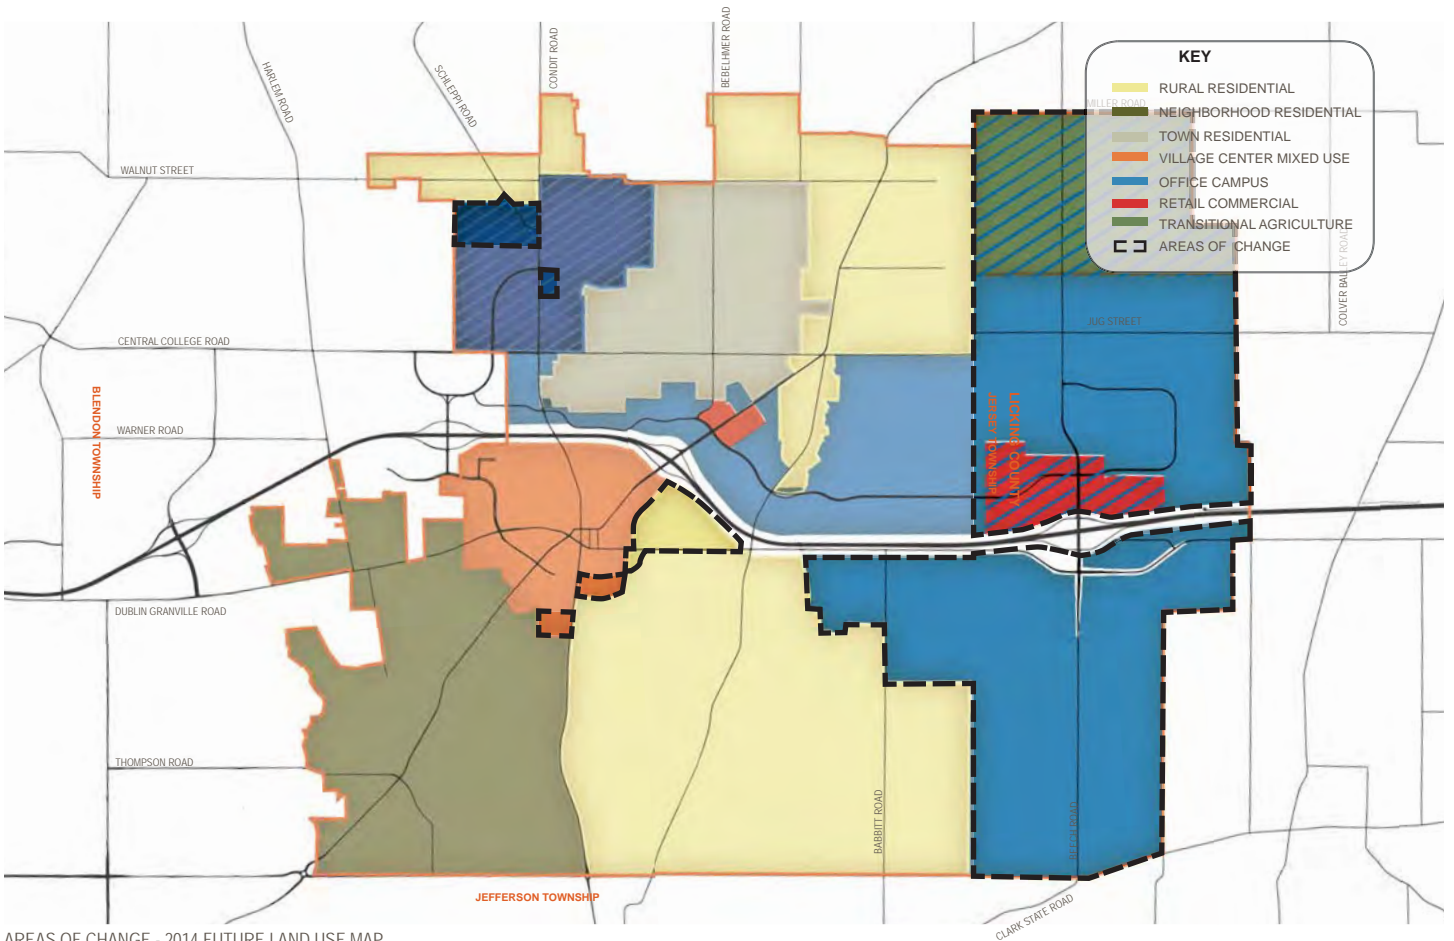 HARLEM ROAD
SCHLEPPI ROAD
CONDIT ROAD
BEBELHMER ROAD
KEY
RURAL RESIDENTIAL
MILLER ROAD
NEIGHBORHOOD RESIDENTIAL
TOWN RESIDENTIAL
VILLAGE CENTER MIXED USE
OFFICE CAMPUS
RETAIL COMMERCIAL
TRANSITIONAL AGRICULTURE
AREAS OF CHANGE
WALNUT STREET
COLVER BALLEY ROAD
JUG STREET
CENTRAL COLLEGE ROAD
BLENDON TOWNSHIP
WARNER ROAD
LICKING COUNTY
JERSEY TOWNSHIP
DUBLIN GRANVILLE ROAD
THOMPSON ROAD
BABBITT ROAD
BEECH ROAD
JEFFERSON TOWNSHIP
CLARK STATE ROAD
AREAS OF CHANGE - 2014 FUTURE LAND USE MAP